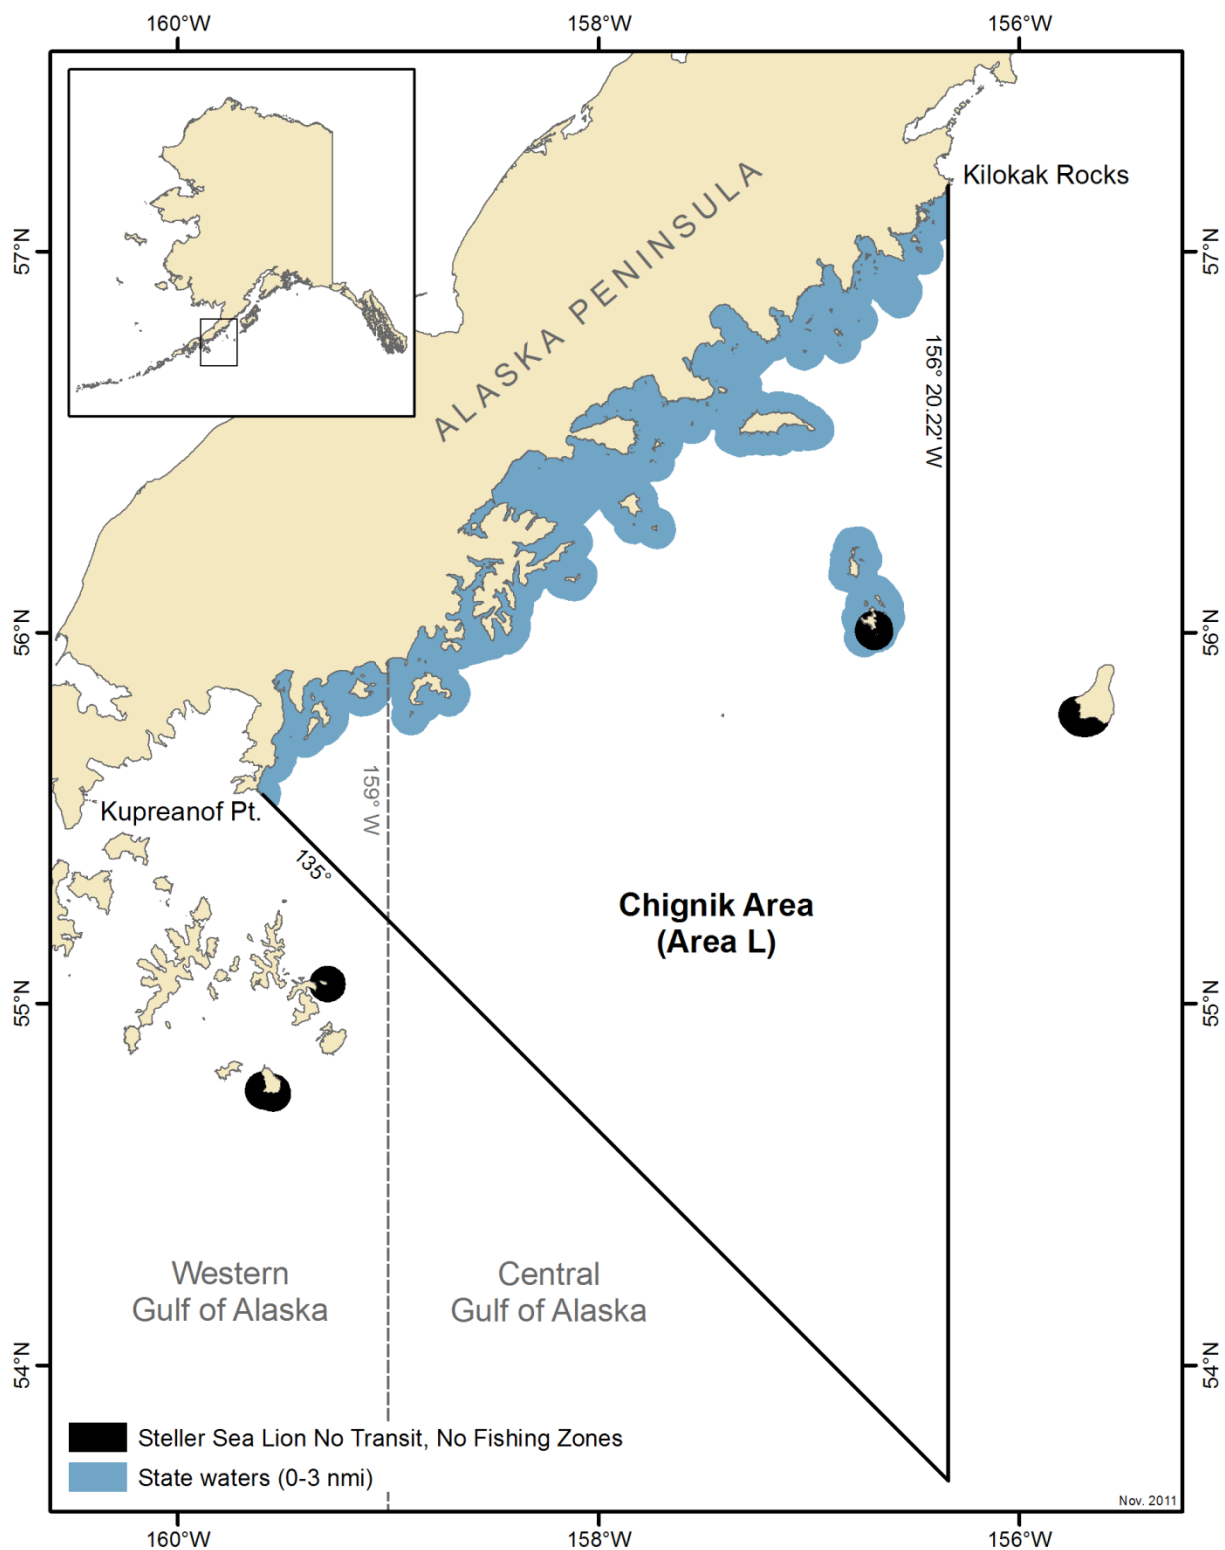 160°W
158°W
156°W
Kilokak Rocks
ALASKA PENINSULA
57°N
57°N
156° 20.22' W
56°N
56°N
159° W
Kupreanof Pt.
135°
Chignik Area
(Area L)
55°N
55°N
Western
Gulf of Alaska
Central
Gulf of Alaska
54°N
54°N
Steller Sea Lion No Transit, No Fishing Zones
State waters (0-3 nmi)
Nov. 2011
160°W
158°W
156°W